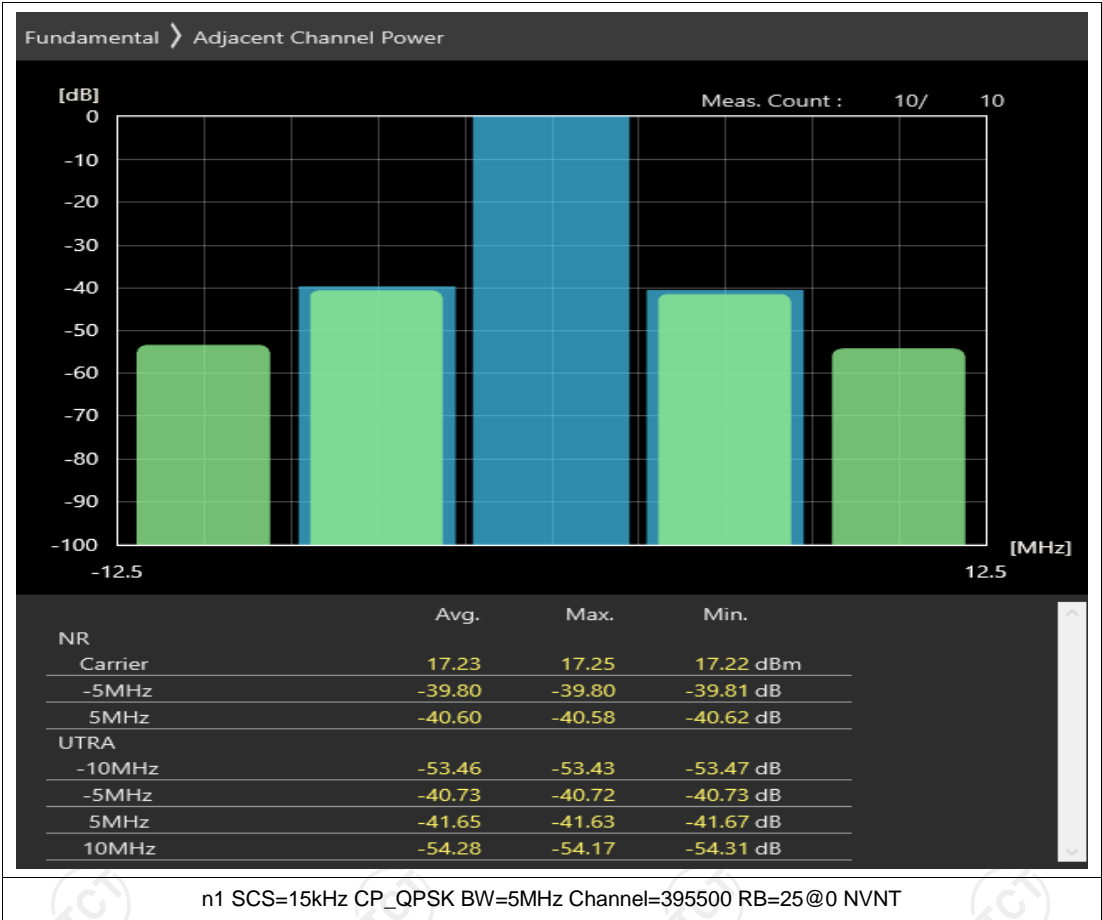 Fundamental 》 Adjacent Channel Power
[dB]
Meas. Count : 10/ 10
0
-10
-20
-30
-40
-50
-60
-70
-80
-90
-100
[MHz]
-12.5 12.5
Avg. Max. Min.
NR
Carrier 17.23 17.25 17.22 dBm
-5MHz -39.80 -39.80 -39.81 dB
5MHz -40.60 -40.58 -40.62 dB
UTRA
-10MHz -53.46 -53.43 -53.47 dB
-5MHz -40.73 -40.72 -40.73 dB
5MHz -41.65 -41.63 -41.67 dB
10MHz -54.28 -54.17 -54.31 dB
n1 SCS=15kHz CP_QPSK BW=5MHz Channel=395500 RB=25@0 NVNT
TCT TCT TCT TCT